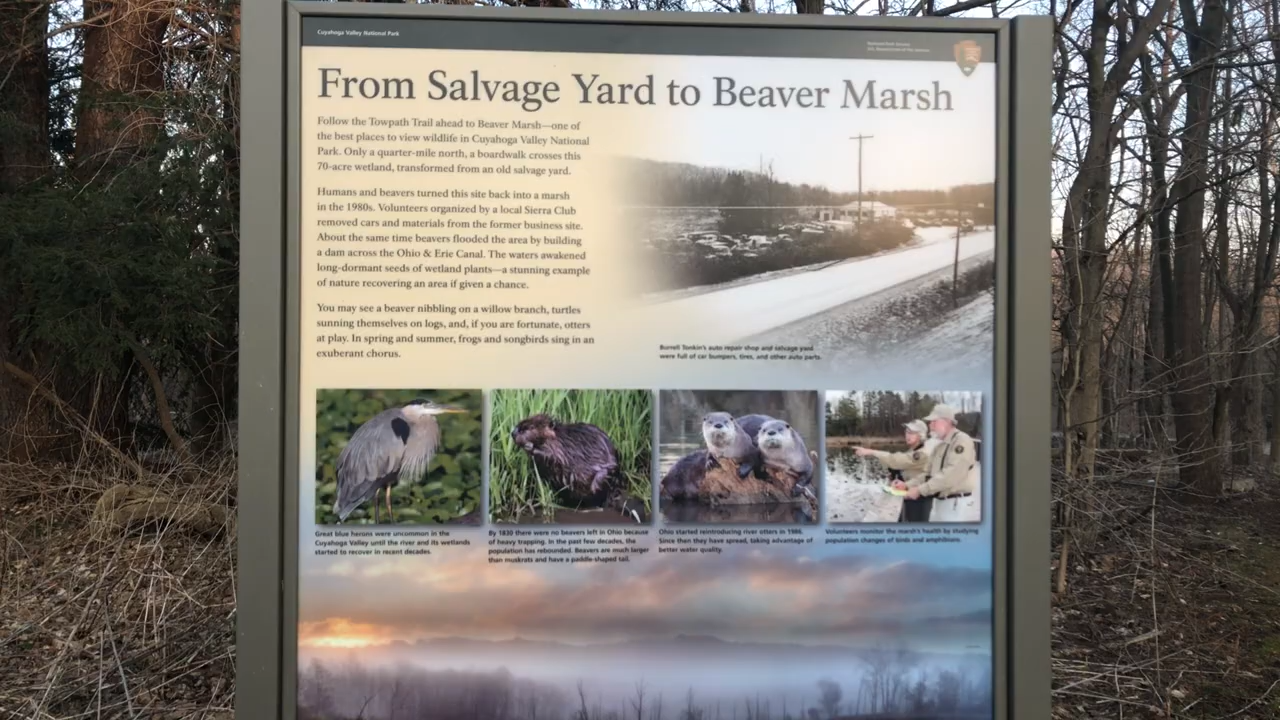 Cuyahoga Valley National Park
National Park Service
U.S. Department of the Interior
From Salvage Yard to Beaver Marsh
Follow the Towpath Trail ahead to Beaver Marsh—one of
the best places to view wildlife in Cuyahoga Valley National
Park. Only a quarter-mile north, a boardwalk crosses this
70-acre wetland, transformed from an old salvage yard.
Humans and beavers turned this site back into a marsh
in the 1980s. Volunteers organized by a local Sierra Club
removed cars and materials from the former business site.
About the same time beavers flooded the area by building
a dam across the Ohio & Erie Canal. The waters awakened
long-dormant seeds of wetland plants—a stunning example
of nature recovering an area if given a chance.
You may see a beaver nibbling on a willow branch, turtles
sunning themselves on logs, and, if you are fortunate, otters
at play. In spring and summer, frogs and songbirds sing in an
exuberant chorus.
Burrell Tonkin's auto repair shop and salvage yard
were full of car bumpers, tires, and other auto parts.
Great blue herons were uncommon in the
Cuyahoga Valley until the river and its wetlands
started to recover in recent decades.
By 1830 there were no beavers left in Ohio because
of heavy trapping. In the past few decades, the
population has rebounded. Beavers are much larger
than muskrats and have a paddle-shaped tail.
Ohio started reintroducing river otters in 1986.
Since then they have spread, taking advantage of
better water quality.
Volunteers monitor the marsh's health by studying
population changes of birds and amphibians.